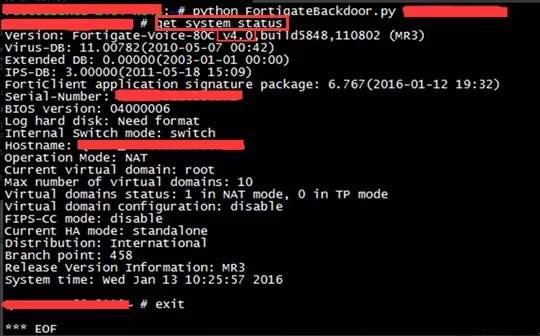 : # python FortigateBackdoor.py
# get system status
Version: Fortigate-Voice-80C v4.0,build5848,110802 (MR3)
Virus-DB: 11.00782(2010-05-07 00:42)
Extended DB: 0.00000(2003-01-01 00:00)
IPS-DB: 3.00000(2011-05-18 15:09)
FortiClient application signature package: 6.767(2016-01-12 19:32)
Serial-Number:
BIOS version: 04000006
Log hard disk: Need format
Internal Switch mode: switch
Hostname:
Operation Mode: NAT
Current virtual domain: root
Max number of virtual domains: 10
Virtual domains status: 1 in NAT mode, 0 in TP mode
Virtual domain configuration: disable
FIPS-CC mode: disable
Current HA mode: standalone
Distribution: International
Branch point: 458
Release Version Information: MR3
System time: Wed Jan 13 10:25:57 2016
~ # exit
*** EOF